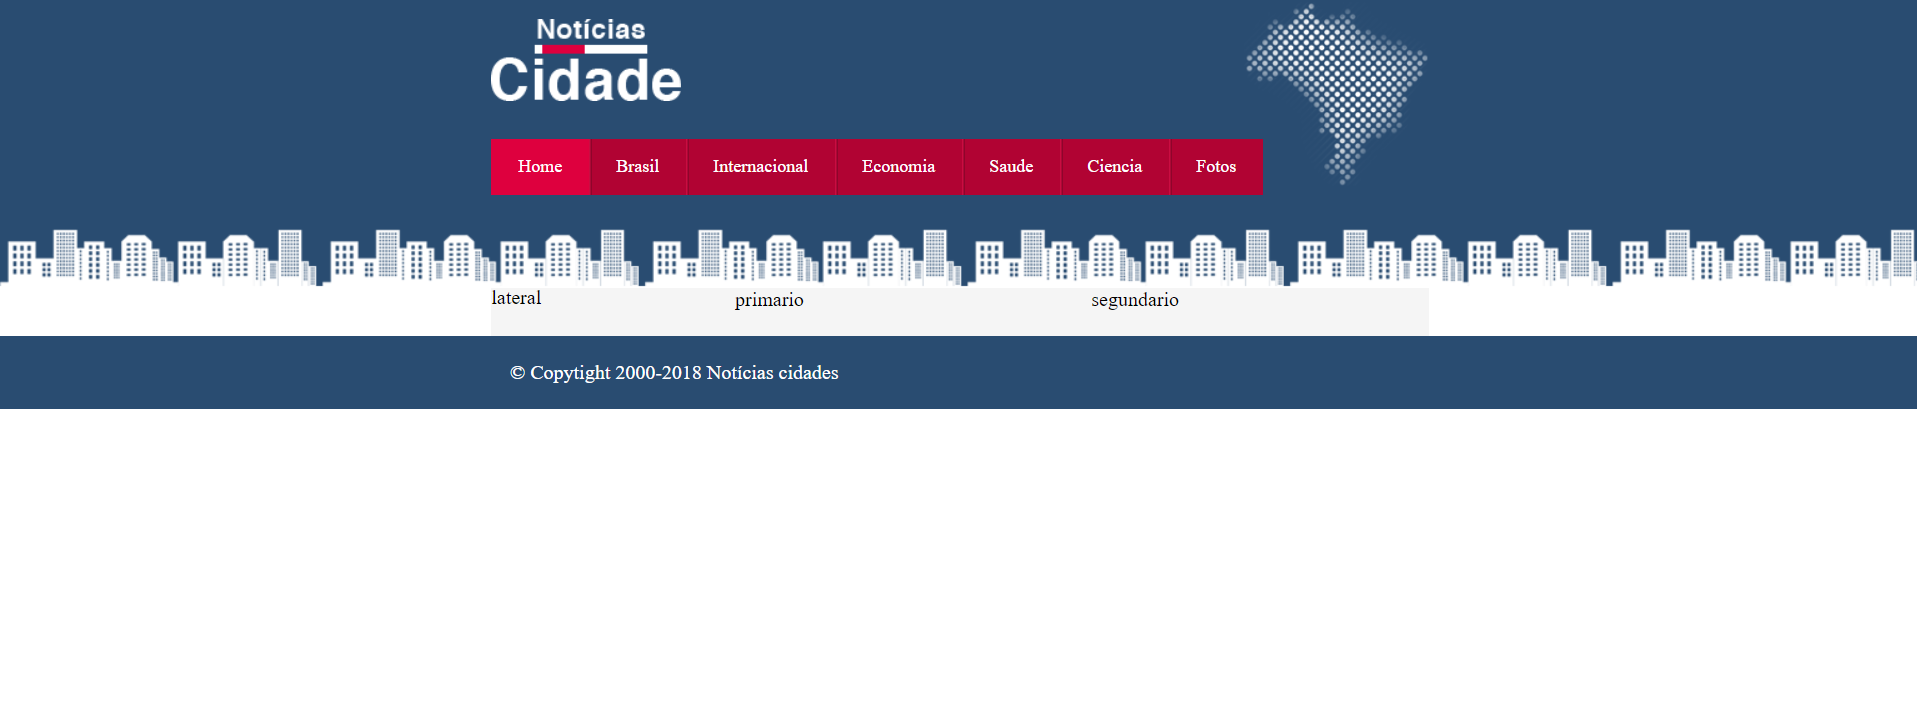 Notícias
Cidade
Home Brasil Internacional Economia Saude Ciencia Fotos
lateral primario segundario
© Copytight 2000-2018 Notícias cidades